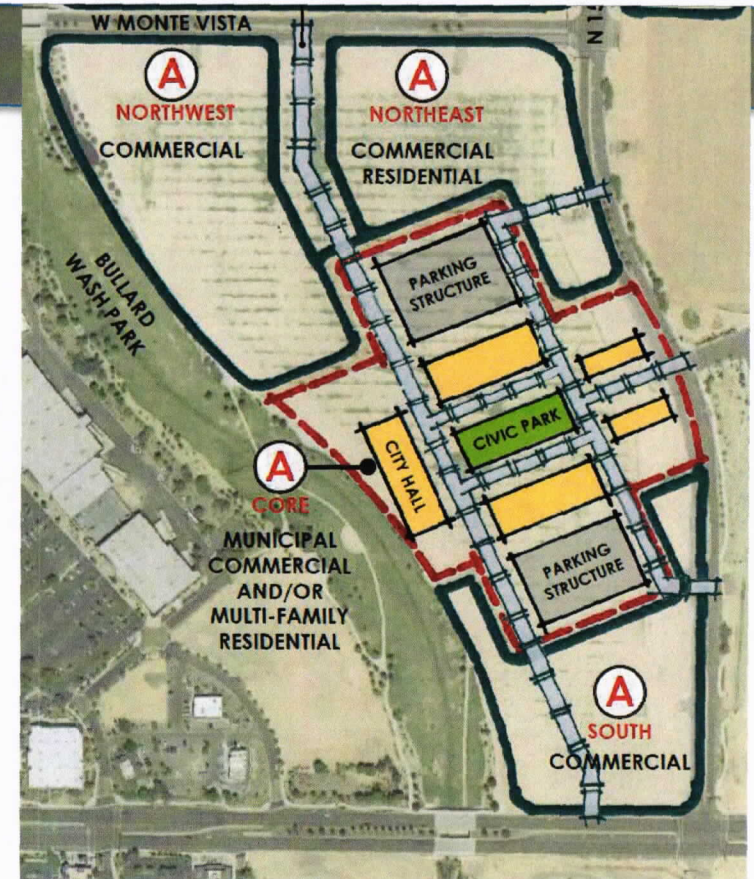 W MONTE VISTA
A
NORTHWEST
COMMERCIAL
A
NORTHEAST
COMMERCIAL
RESIDENTIAL
BULLARD
WASH PARK
PARKING
STRUCTURE
CIVIC PARK
CITY HALL
A
CORE
MUNICIPAL
COMMERCIAL
AND/OR
MULTI-FAMILY
RESIDENTIAL
PARKING
STRUCTURE
A
SOUTH
COMMERCIAL